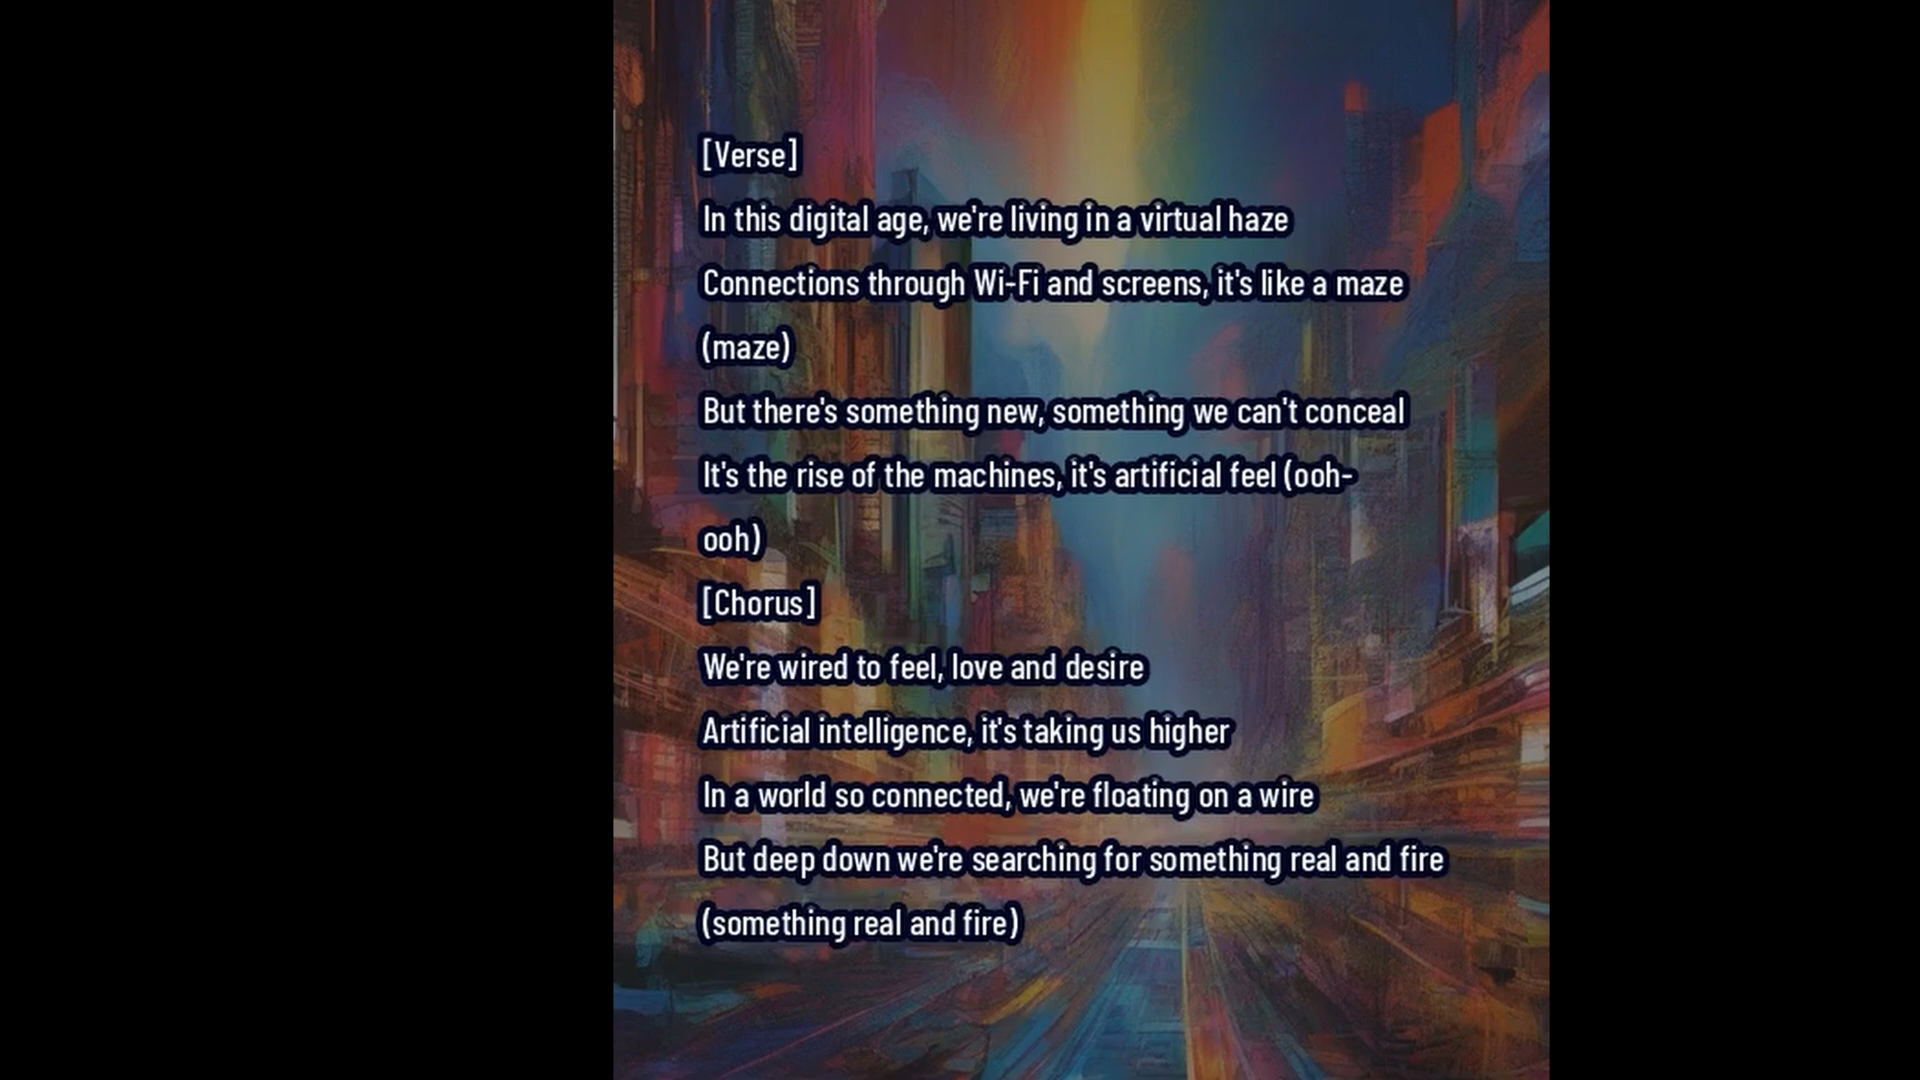 [Verse]
In this digital age, we're living in a virtual haze
Connections through Wi-Fi and screens, it's like a maze
(maze)
But there's something new, something we can't conceal
It's the rise of the machines, it's artificial feel (ooh-
ooh)
[Chorus]
We're wired to feel, love and desire
Artificial intelligence, it's taking us higher
In a world so connected, we're floating on a wire
But deep down we're searching for something real and fire
(something real and fire)